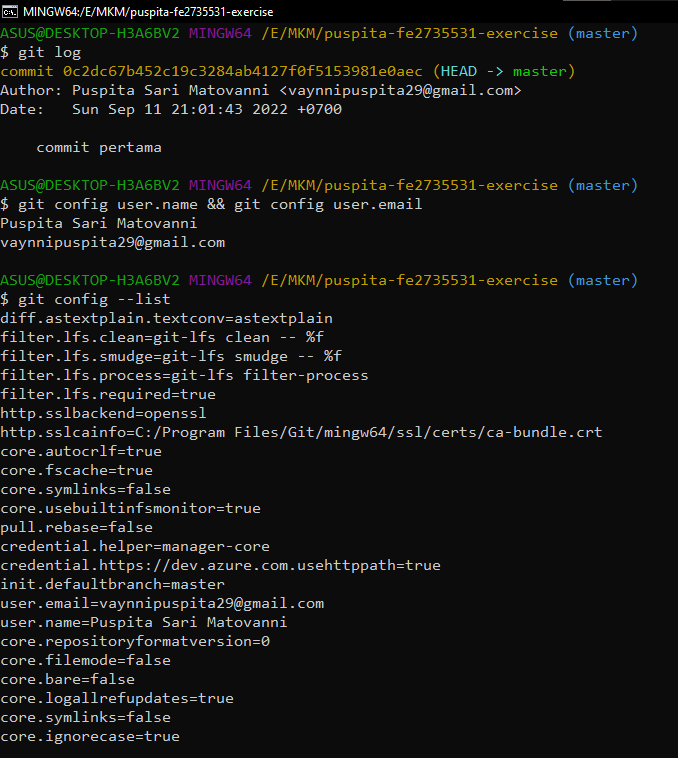 MINGW64:/E/MKM/puspita-fe2735531-exercise
ASUS@DESKTOP-H3A6BV2 MINGW64 /E/MKM/puspita-fe2735531-exercise (master)
$ git log
commit 0c2dc67b452c19c3284ab4127f0f5153981e0aec (HEAD -> master)
Author: Puspita Sari Matovanni <vaynnipuspita29@gmail.com>
Date:   Sun Sep 11 21:01:43 2022 +0700
    commit pertama
ASUS@DESKTOP-H3A6BV2 MINGW64 /E/MKM/puspita-fe2735531-exercise (master)
$ git config user.name && git config user.email
Puspita Sari Matovanni
vaynnipuspita29@gmail.com
ASUS@DESKTOP-H3A6BV2 MINGW64 /E/MKM/puspita-fe2735531-exercise (master)
$ git config --list
diff.astextplain.textconv=astextplain
filter.lfs.clean=git-lfs clean -- %f
filter.lfs.smudge=git-lfs smudge -- %f
filter.lfs.process=git-lfs filter-process
filter.lfs.required=true
http.sslbackend=openssl
http.sslcainfo=C:/Program Files/Git/mingw64/ssl/certs/ca-bundle.crt
core.autocrlf=true
core.fscache=true
core.symlinks=false
core.usebuiltinfsmonitor=true
pull.rebase=false
credential.helper=manager-core
credential.https://dev.azure.com.usehttppath=true
init.defaultbranch=master
user.email=vaynnipuspita29@gmail.com
user.name=Puspita Sari Matovanni
core.repositoryformatversion=0
core.filemode=false
core.bare=false
core.logallrefupdates=true
core.symlinks=false
core.ignorecase=true